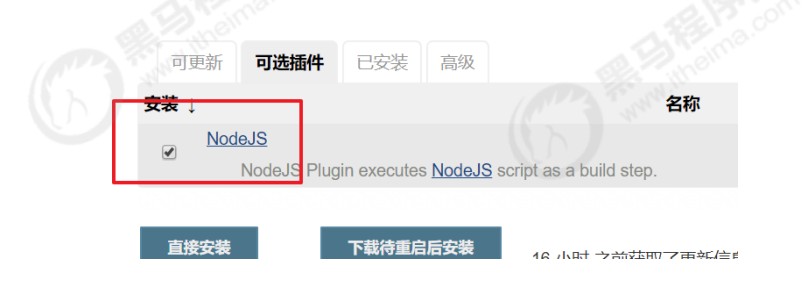 可更新 可选插件 已安装 高级
安装 ↓ 名称
NodeJS
NodeJS Plugin executes NodeJS script as a build step.
直接安装 下载待重启后安装 16 小时 之前获取了更新信息
黑马程序
www.itheima.com